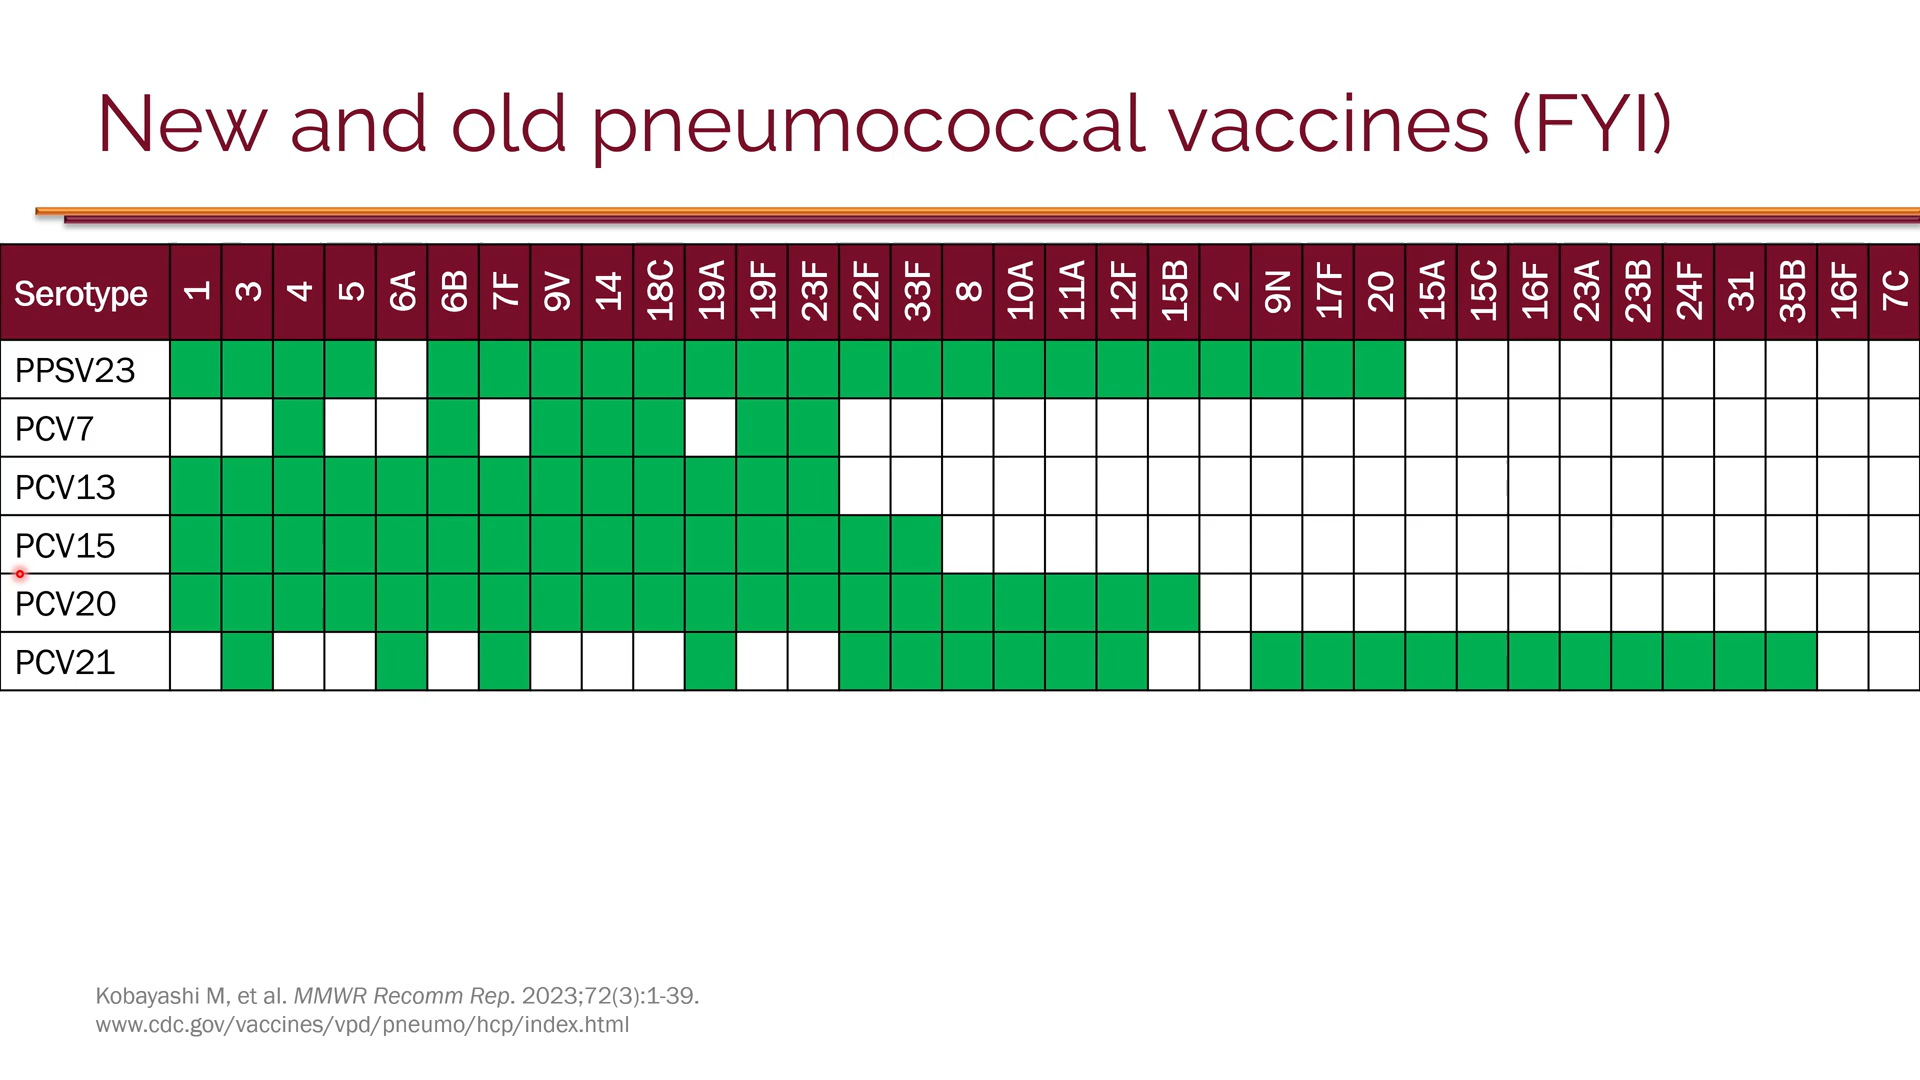 New and old pneumococcal vaccines (FYI)
Serotype 1 3 4 5 6A 6B 7F 9V 14 18C 19A 19F 23F 22F 33F 8 10A 11A 12F 15B 2 9N 17F 20 15A 15C 16F 23A 23B 24F 31 35B 16F 7C
PPSV23
PCV7
PCV13
PCV15
PCV20
PCV21
Kobayashi M, et al. MMWR Recomm Rep. 2023;72(3):1-39.
www.cdc.gov/vaccines/vpd/pneumo/hcp/index.html